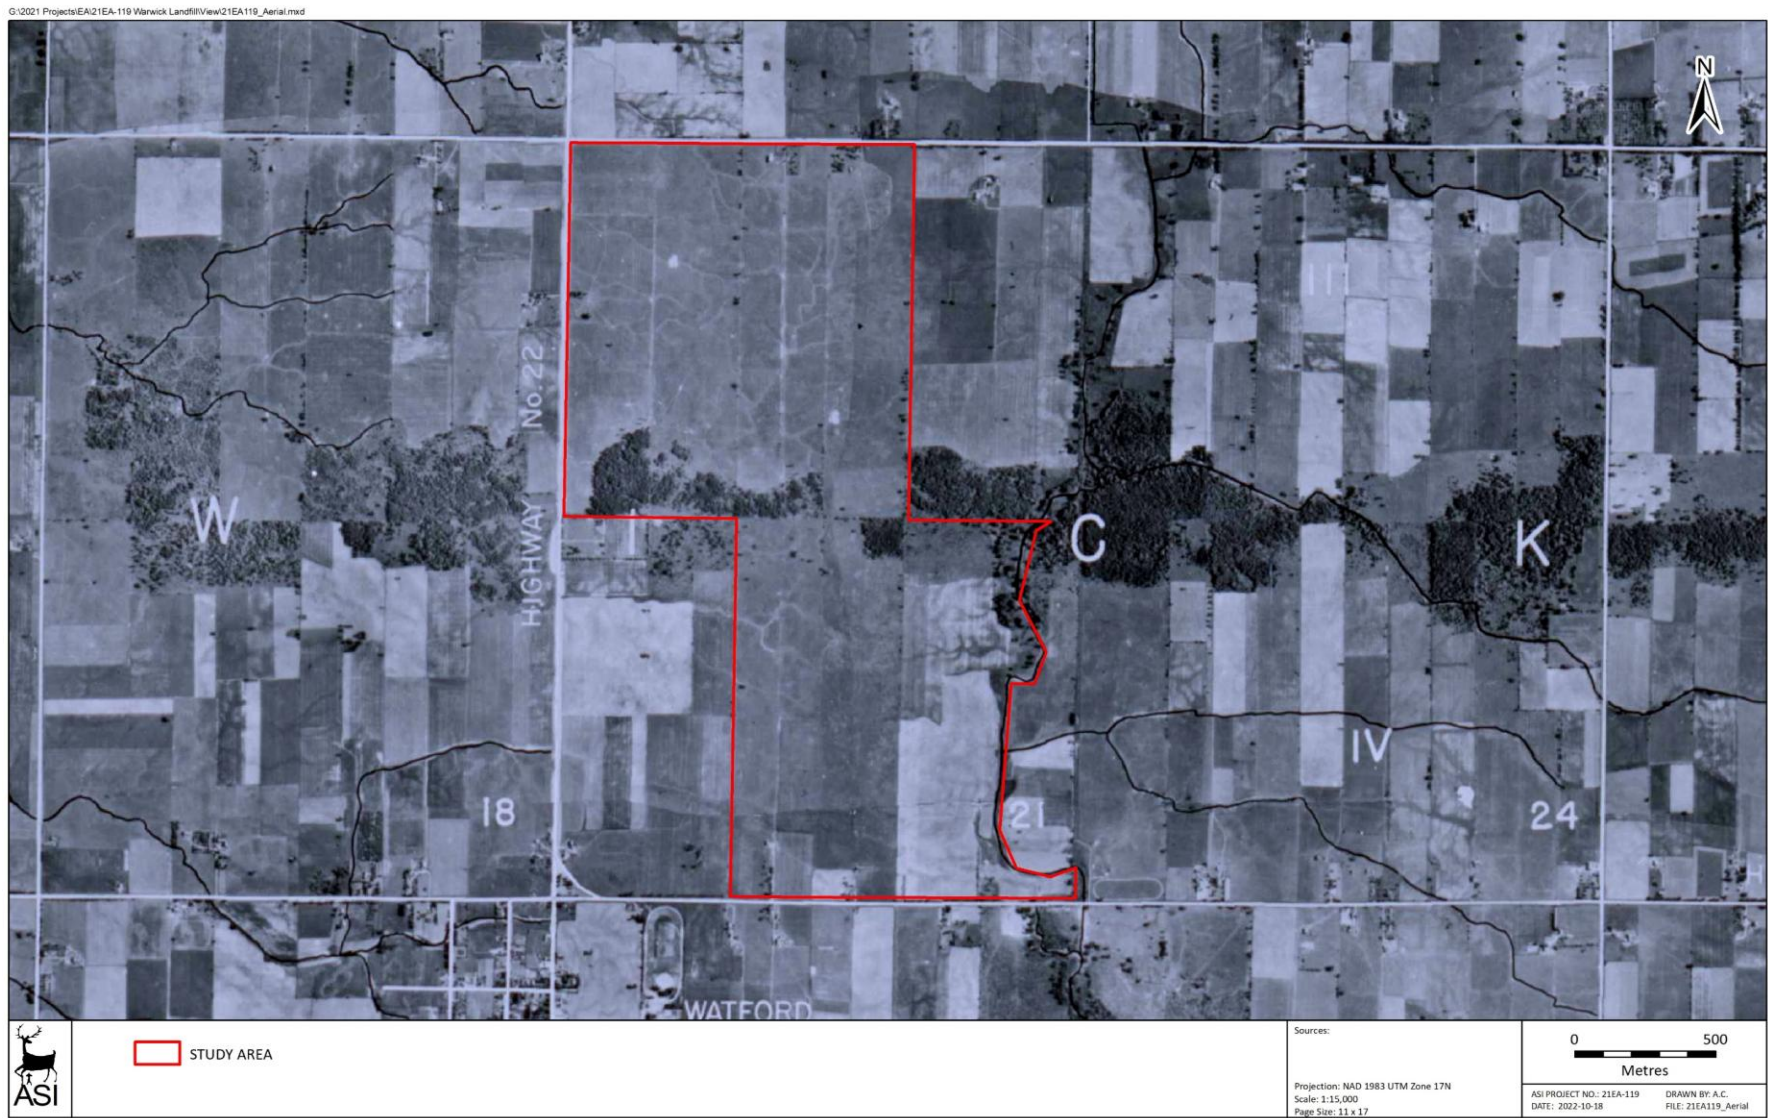 G:\2021 Projects\EA\21EA-119 Warwick Landfill\View\21EA119_Aerial.mxd
N
III
HIGHWAY No.22
W C K
IV
18 21 24
H
WATFORD
ASI
STUDY AREA
Sources:
Projection: NAD 1983 UTM Zone 17N
Scale: 1:15,000
Page Size: 11 x 17
0 500
Metres
ASI PROJECT NO.: 21EA-119 DRAWN BY: A.C.
DATE: 2022-10-18 FILE: 21EA119_Aerial